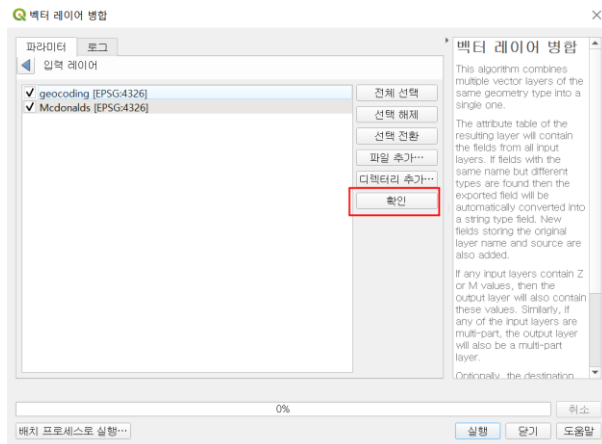 벡터 레이어 병합
파라미터 로그
입력 레이어
geocoding [EPSG:4326]
Mcdonalds [EPSG:4326]
전체 선택
선택 해제
선택 전환
파일 추가…
디렉터리 추가…
확인
벡터 레이어 병합
This algorithm combines
multiple vector layers of the
same geometry type into a
single one.
The attribute table of the
resulting layer will contain
the fields from all input
layers. If fields with the
same name but different
types are found then the
exported field will be
automatically converted into
a string type field. New
fields storing the original
layer name and source are
also added.
If any input layers contain Z
or M values, then the
output layer will also contain
these values. Similarly, if
any of the input layers are
multi-part, the output layer
will also be a multi-part
layer.
Optionally, the destination
0%
취소
배치 프로세스로 실행…
실행 닫기 도움말